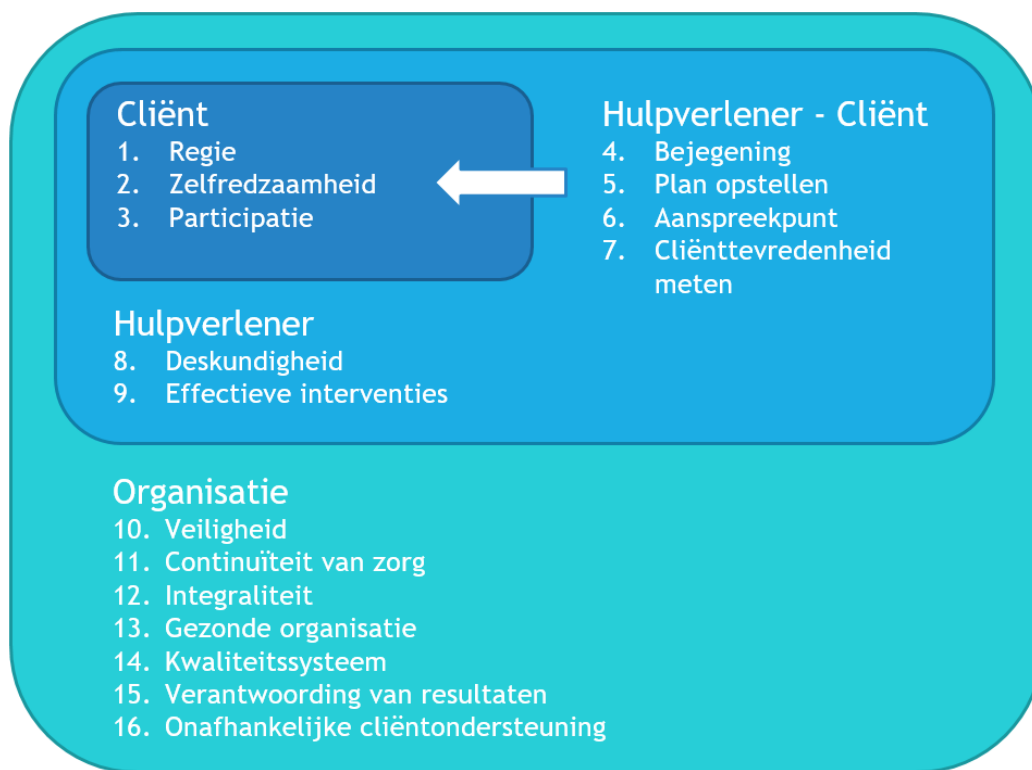 Cliënt
1. Regie
2. Zelfredzaamheid
3. Participatie
Hulpverlener - Cliënt
4. Bejegening
5. Plan opstellen
6. Aanspreekpunt
7. Cliënttevredenheid
meten
Hulpverlener
8. Deskundigheid
9. Effectieve interventies
Organisatie
10. Veiligheid
11. Continuïteit van zorg
12. Integraliteit
13. Gezonde organisatie
14. Kwaliteitssysteem
15. Verantwoording van resultaten
16. Onafhankelijke cliëntondersteuning